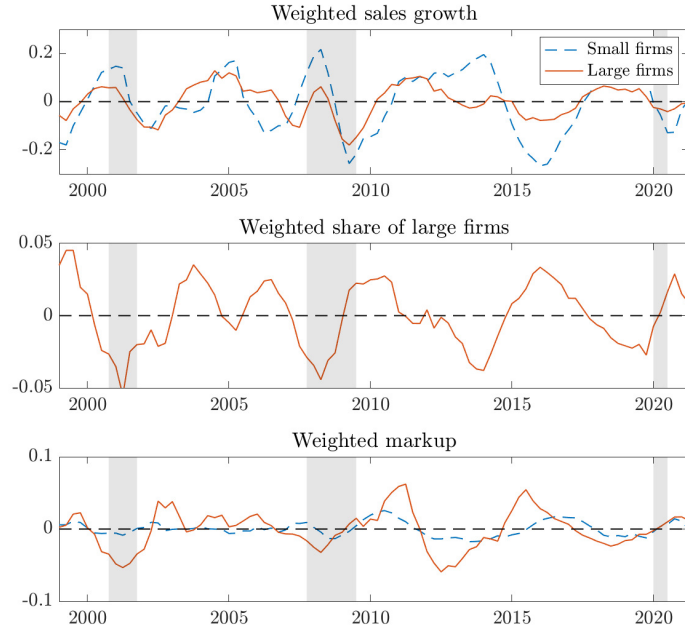 Weighted sales growth
0.2
0
-0.2
Small firms
Large firms
2000 2005 2010 2015 2020
Weighted share of large firms
0.05
0
-0.05
2000 2005 2010 2015 2020
Weighted markup
0.1
0
-0.1
2000 2005 2010 2015 2020